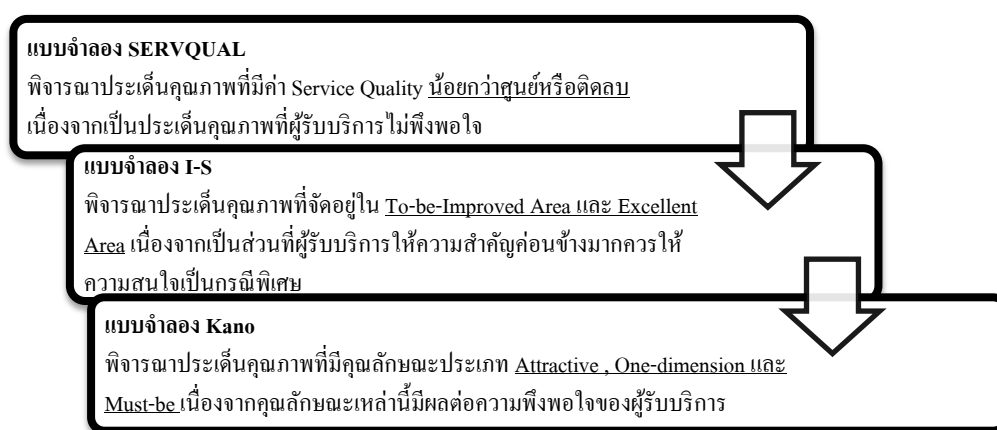 แบบจำลอง SERVQUAL
พิจารณาประเด็นคุณภาพที่มีค่า Service Quality น้อยกว่าศูนย์หรือติดลบ
เนื่องจากเป็นประเด็นคุณภาพที่ผู้รับบริการไม่พึงพอใจ
แบบจำลอง I-S
พิจารณาประเด็นคุณภาพที่จัดอยู่ใน To-be-Improved Area และ Excellent
Area เนื่องจากเป็นส่วนที่ผู้รับบริการให้ความสำคัญค่อนข้างมากควรให้
ความสนใจเป็นกรณีพิเศษ
แบบจำลอง Kano
พิจารณาประเด็นคุณภาพที่มีคุณลักษณะประเภท Attractive , One-dimension และ
Must-be เนื่องจากคุณลักษณะเหล่านี้มีผลต่อความพึงพอใจของผู้รับบริการ